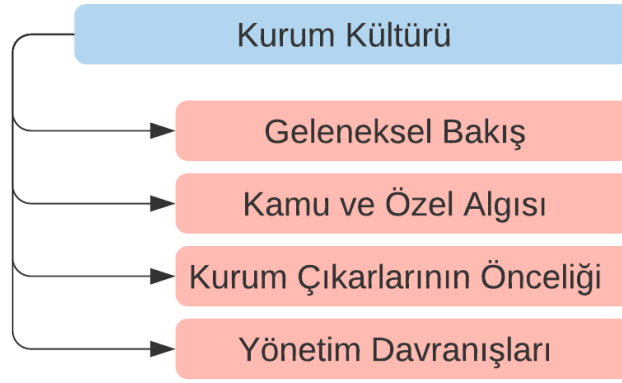 Kurum Kültürü
Geleneksel Bakış
Kamu ve Özel Algısı
Kurum Çıkarlarının Önceliği
Yönetim Davranışları